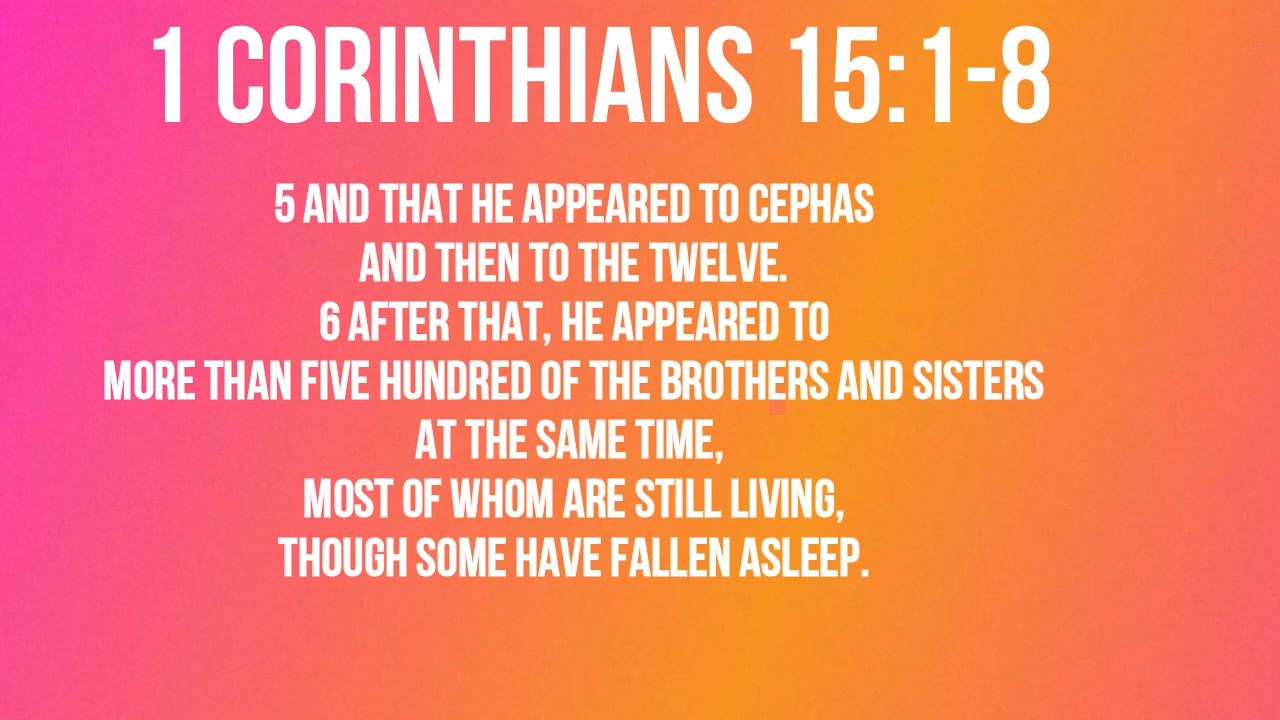 1 CORINTHIANS 15:1-8
5 AND THAT HE APPEARED TO CEPHAS
AND THEN TO THE TWELVE.
6 AFTER THAT, HE APPEARED TO
MORE THAN FIVE HUNDRED OF THE BROTHERS AND SISTERS
AT THE SAME TIME,
MOST OF WHOM ARE STILL LIVING,
THOUGH SOME HAVE FALLEN ASLEEP.